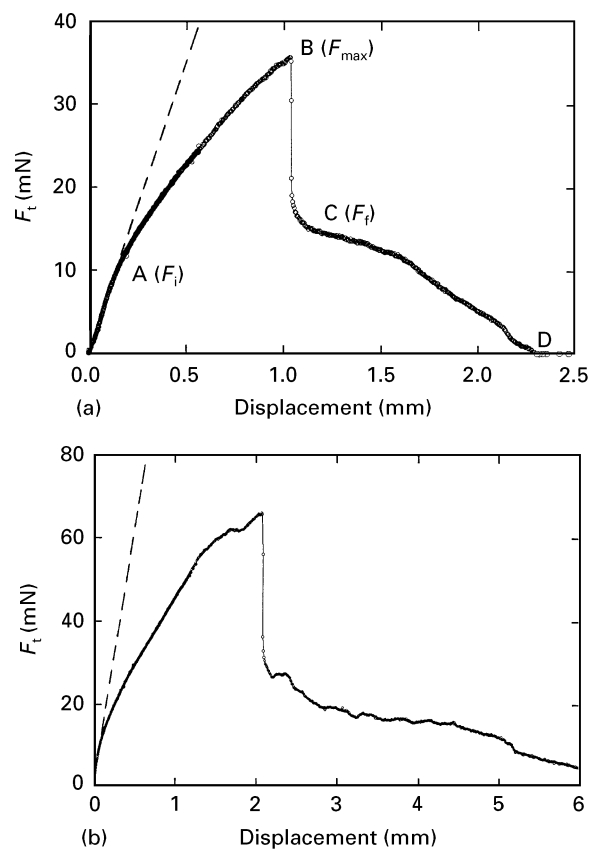 40
B (Fmax)
30
Ft (mN)
20
C (Ff)
A (Fi)
10
D
0
0.0 0.5 1.0 1.5 2.0 2.5
(a) Displacement (mm)
80
60
Ft (mN)
40
20
0
0 1 2 3 4 5 6
(b) Displacement (mm)